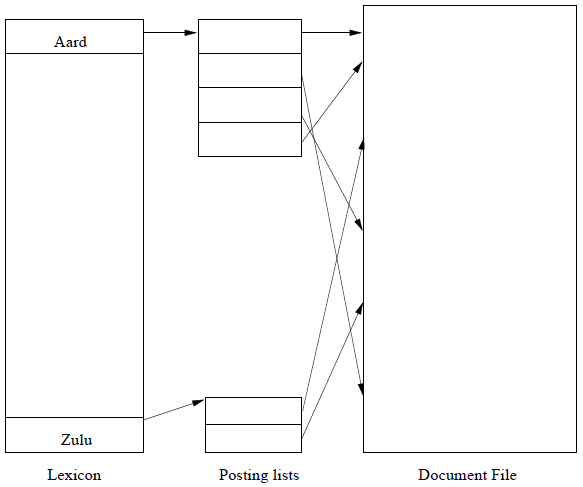 Aard
Zulu
Lexicon
Posting lists
Document File